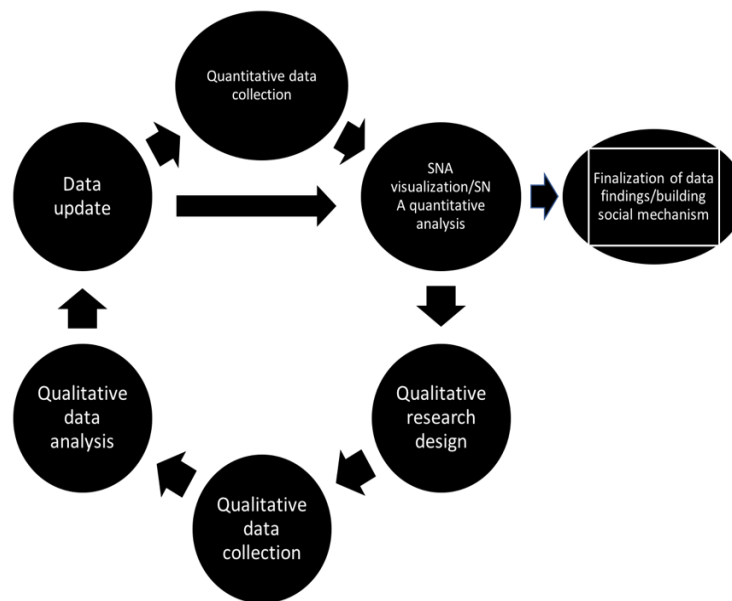 Quantitative data
collection
Data
update
SNA
visualization/SN
A quantitative
analysis
Finalization of data
findings/building
social mechanism
Qualitative
data
analysis
Qualitative
research
design
Qualitative
data
collection